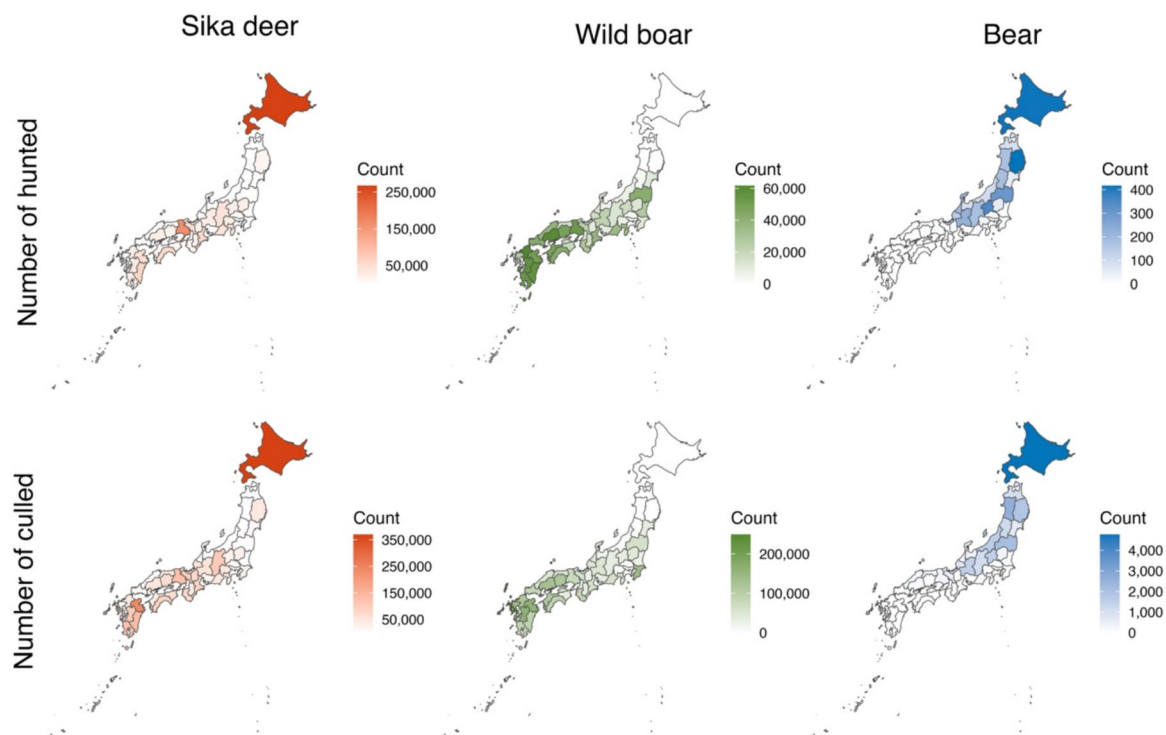 Sika deer
Wild boar
Bear
Number of hunted
Count
250,000
150,000
50,000
Count
60,000
40,000
20,000
0
Count
400
300
200
100
0
Number of culled
Count
350,000
250,000
150,000
50,000
Count
200,000
100,000
0
Count
4,000
3,000
2,000
1,000
0